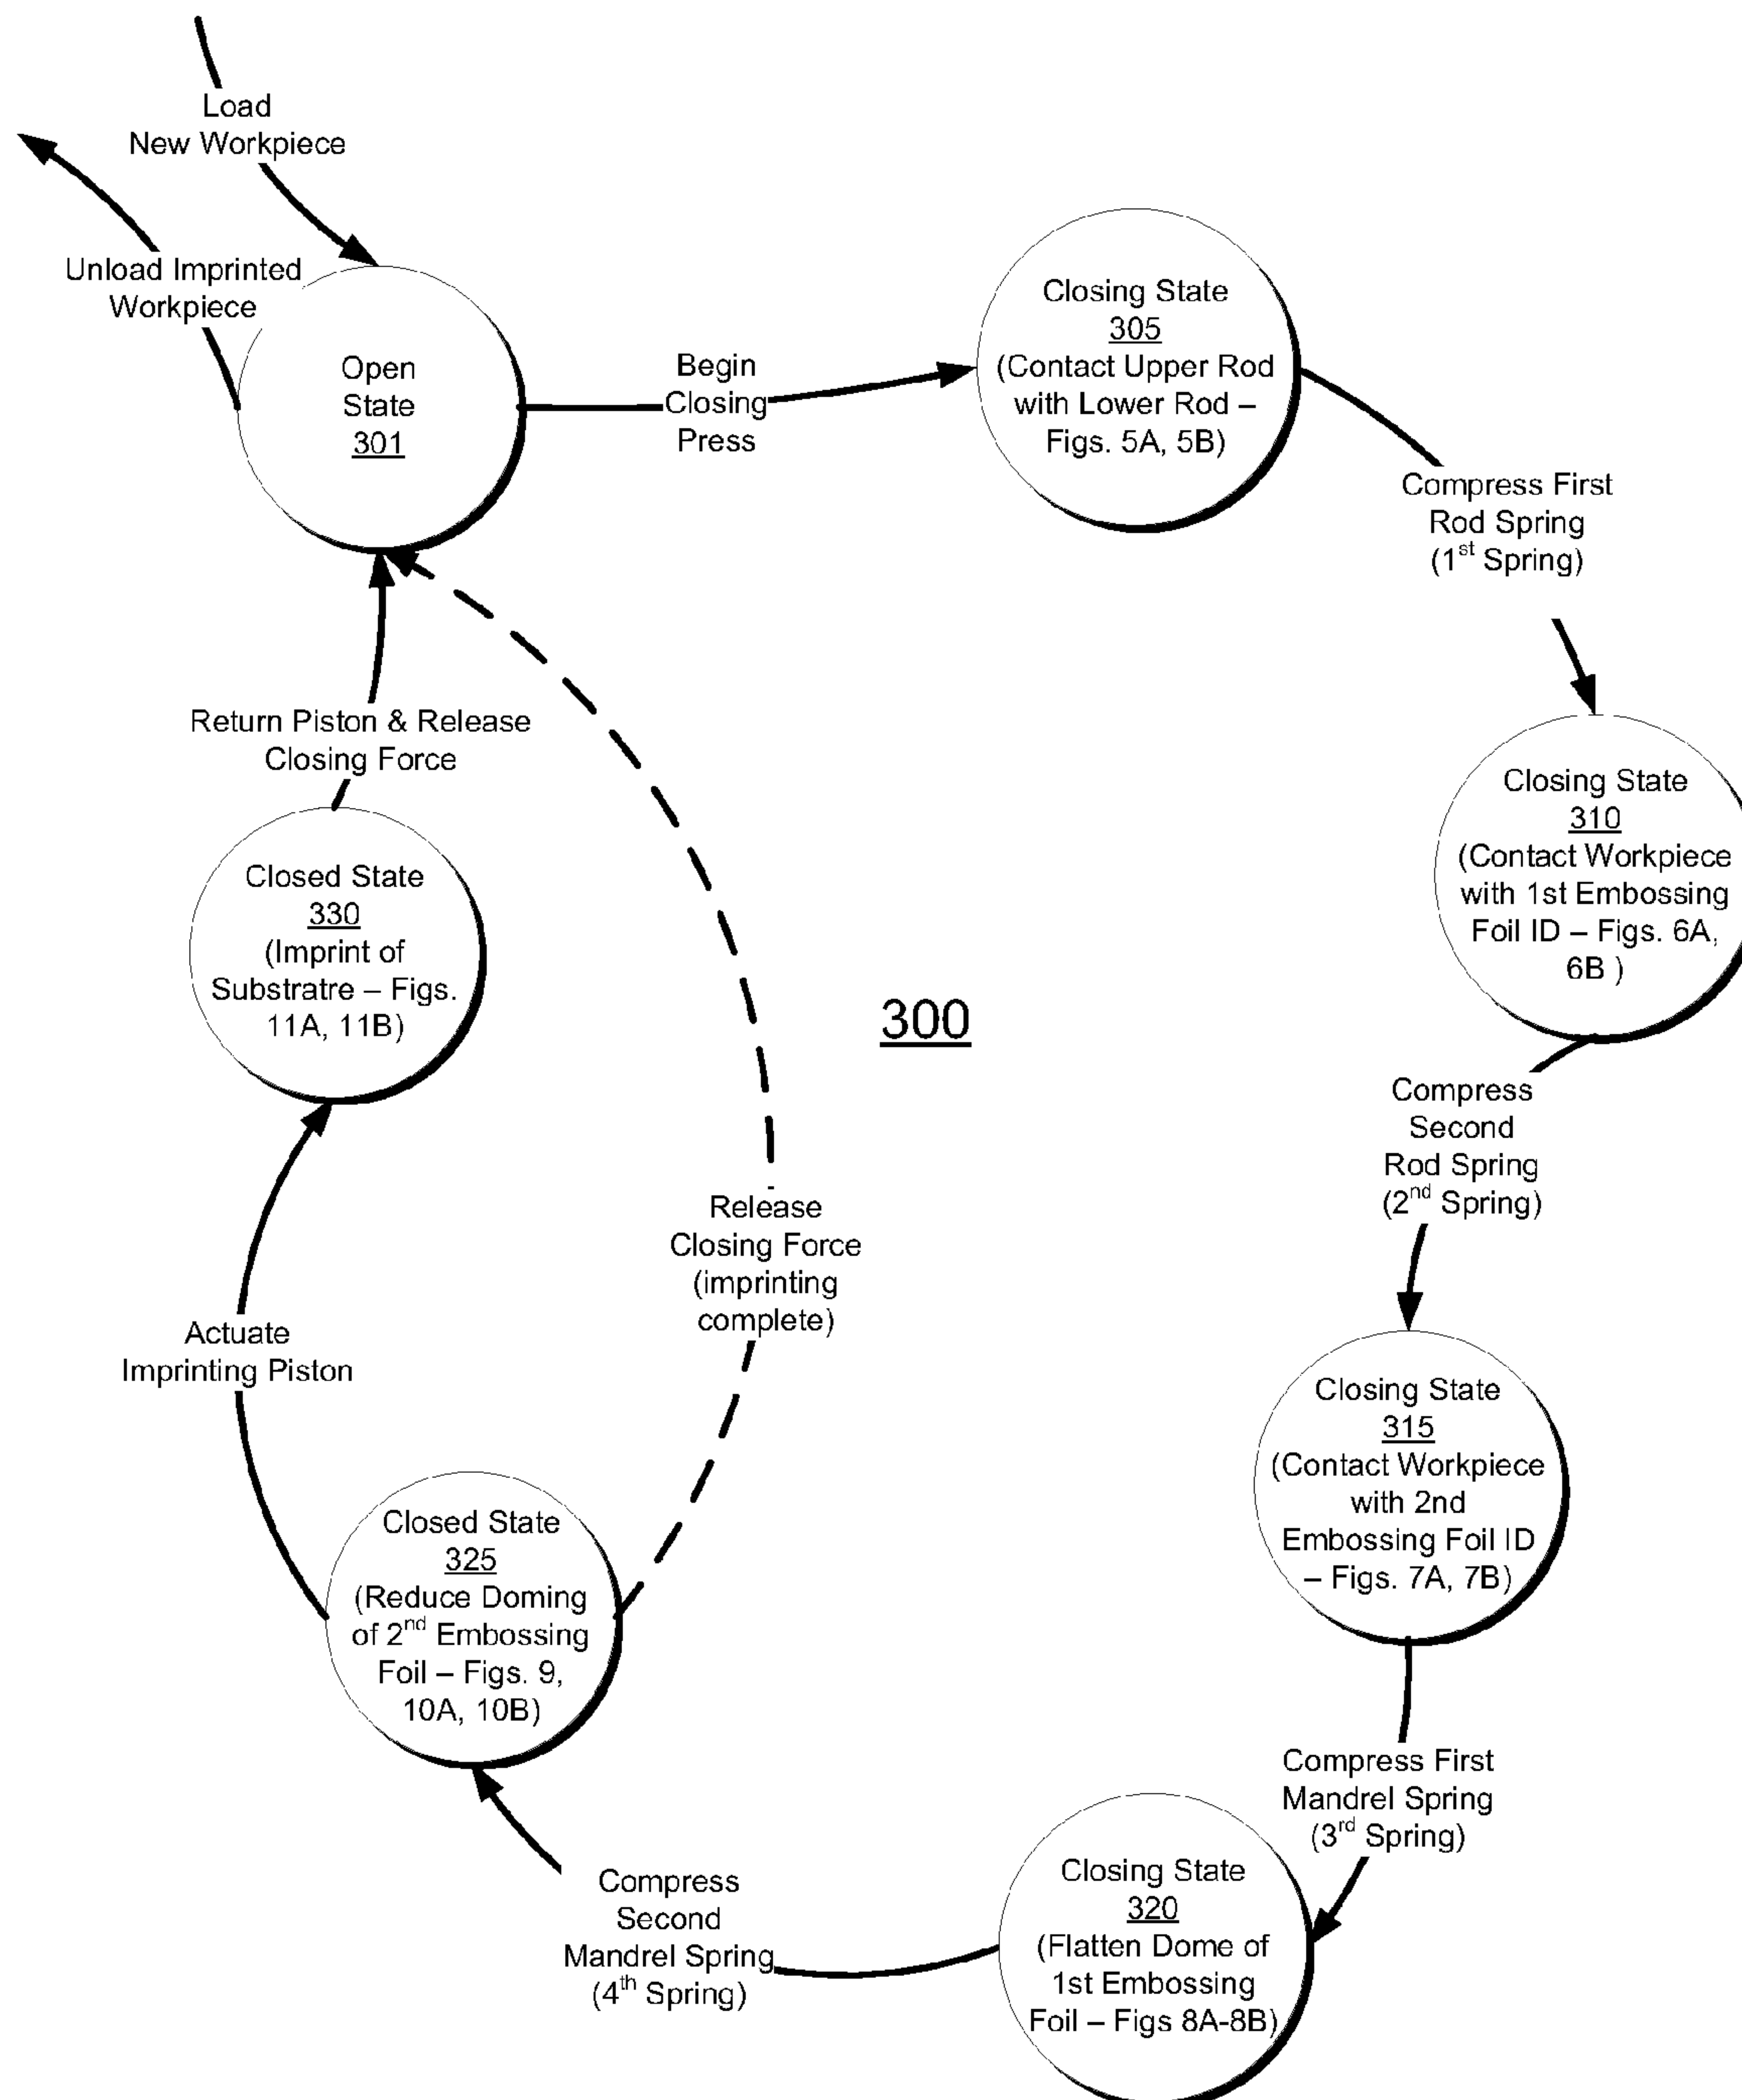 Load
New Workpiece
Unload Imprinted
Workpiece
Open
State
301
Begin
Closing
Press
Closing State
305
(Contact Upper Rod
with Lower Rod –
Figs. 5A, 5B)
Compress First
Rod Spring
(1st Spring)
Closing State
310
(Contact Workpiece
with 1st Embossing
Foil ID – Figs. 6A,
6B )
Compress
Second
Rod Spring
(2nd Spring)
Closing State
315
(Contact Workpiece
with 2nd
Embossing Foil ID
– Figs. 7A, 7B)
Compress First
Mandrel Spring
(3rd Spring)
Closing State
320
(Flatten Dome of
1st Embossing
Foil – Figs 8A-8B)
Compress
Second
Mandrel Spring
(4th Spring)
Closed State
325
(Reduce Doming
of 2nd Embossing
Foil – Figs. 9,
10A, 10B)
Actuate
Imprinting Piston
Release
Closing Force
(imprinting
complete)
Closed State
330
(Imprint of
Substratre – Figs.
11A, 11B)
Return Piston & Release
Closing Force
300